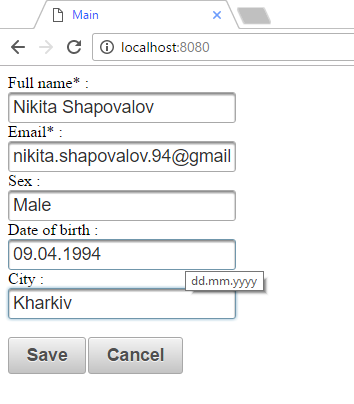 Main
localhost:8080
Full name* :
Nikita Shapovalov
Email* :
nikita.shapovalov.94@gmail
Sex :
Male
Date of birth :
09.04.1994
dd.mm.yyyy
City :
Kharkiv
Save Cancel